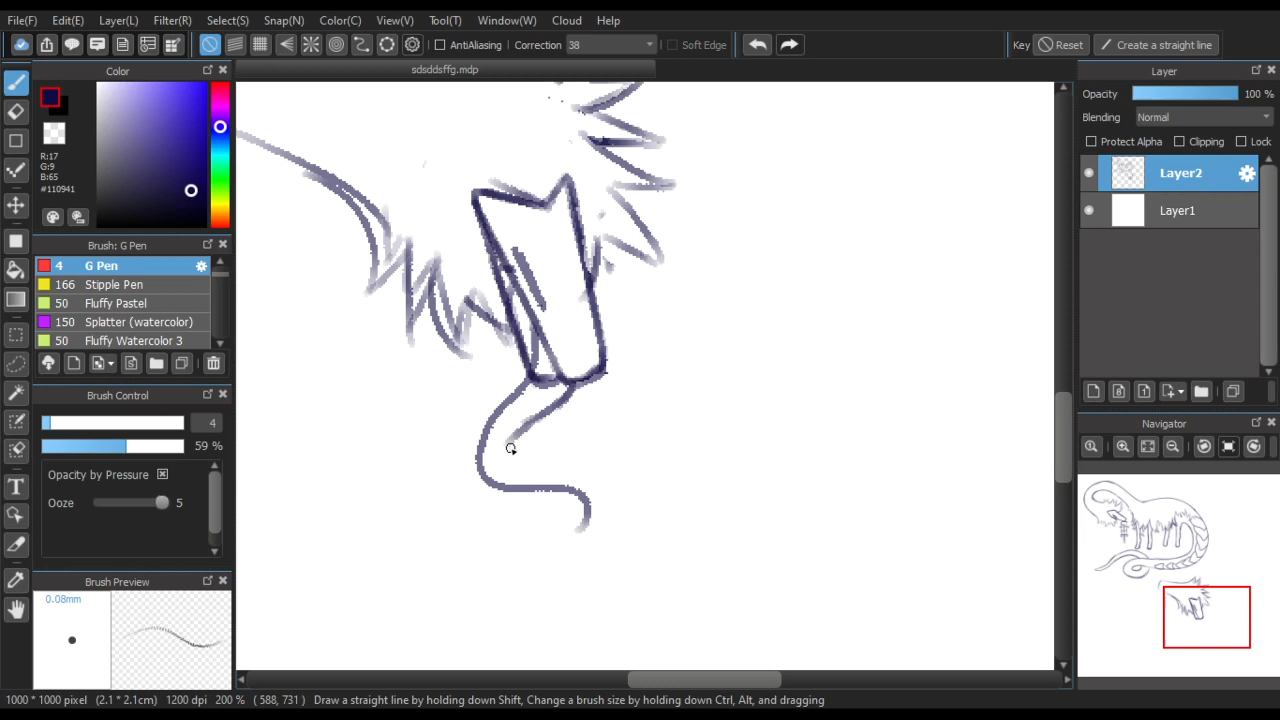 File(F) Edit(E) Layer(L) Filter(R) Select(S) Snap(N) Color(C) View(V) Tool(T) Window(W) Cloud Help
AntiAliasing Correction 38 Soft Edge Key Reset Create a straight line
Color
sdsddsffg.mdp
Layer
Opacity 100 %
Blending Normal
Protect Alpha Clipping Lock
R:17
G:9
B:65
#110941
Layer2
Layer1
Brush: G Pen
4 G Pen
166 Stipple Pen
50 Fluffy Pastel
150 Splatter (watercolor)
50 Fluffy Watercolor 3
Brush Control
4
59 %
Opacity by Pressure
Ooze 5
Navigator
Brush Preview
0.08mm
1000 * 1000 pixel (2.1 * 2.1cm) 1200 dpi 200 % ( 588, 731 ) Draw a straight line by holding down Shift, Change a brush size by holding down Ctrl, Alt, and dragging